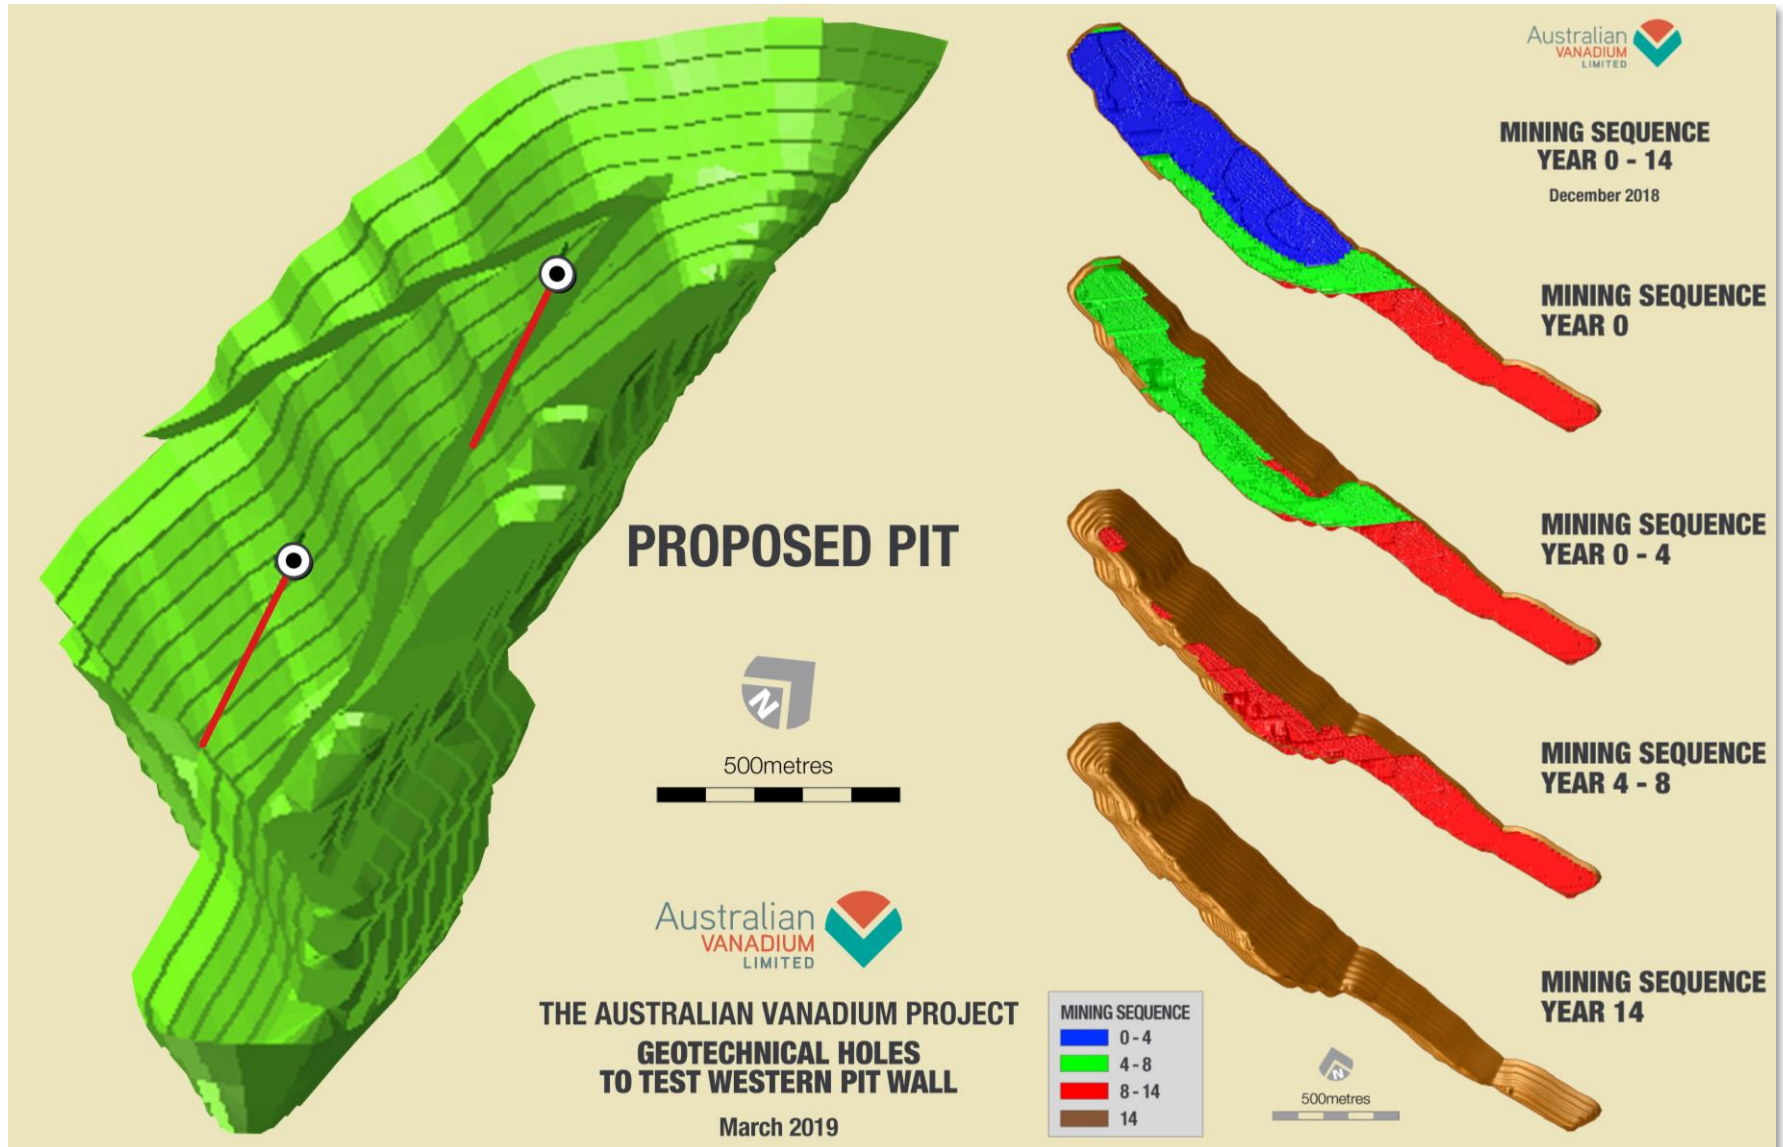 PROPOSED PIT
N
500metres
Australian
VANADIUM
LIMITED
THE AUSTRALIAN VANADIUM PROJECT
GEOTECHNICAL HOLES
TO TEST WESTERN PIT WALL
March 2019
Australian
VANADIUM
LIMITED
MINING SEQUENCE
YEAR 0 - 14
December 2018
MINING SEQUENCE
YEAR 0
MINING SEQUENCE
YEAR 0 - 4
MINING SEQUENCE
YEAR 4 - 8
MINING SEQUENCE
YEAR 14
MINING SEQUENCE
0 - 4
4 - 8
8 - 14
14
N
500metres